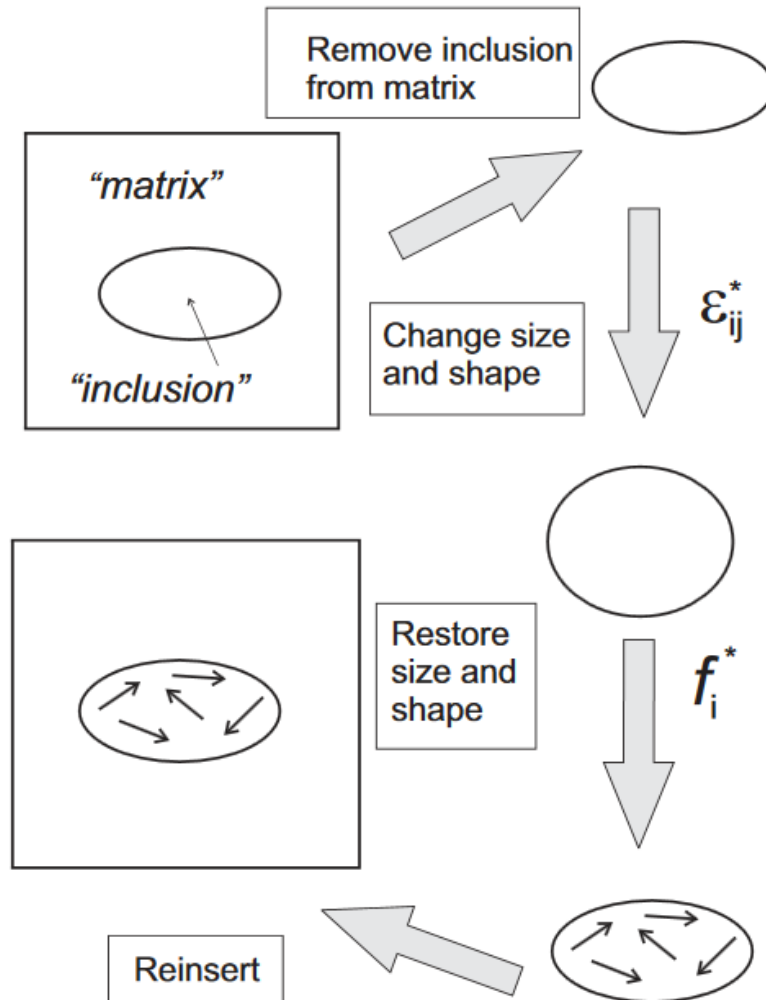 Remove inclusion
from matrix
“matrix”
“inclusion”
Change size
and shape
ε*ij
Restore
size and
shape
f*i
Reinsert